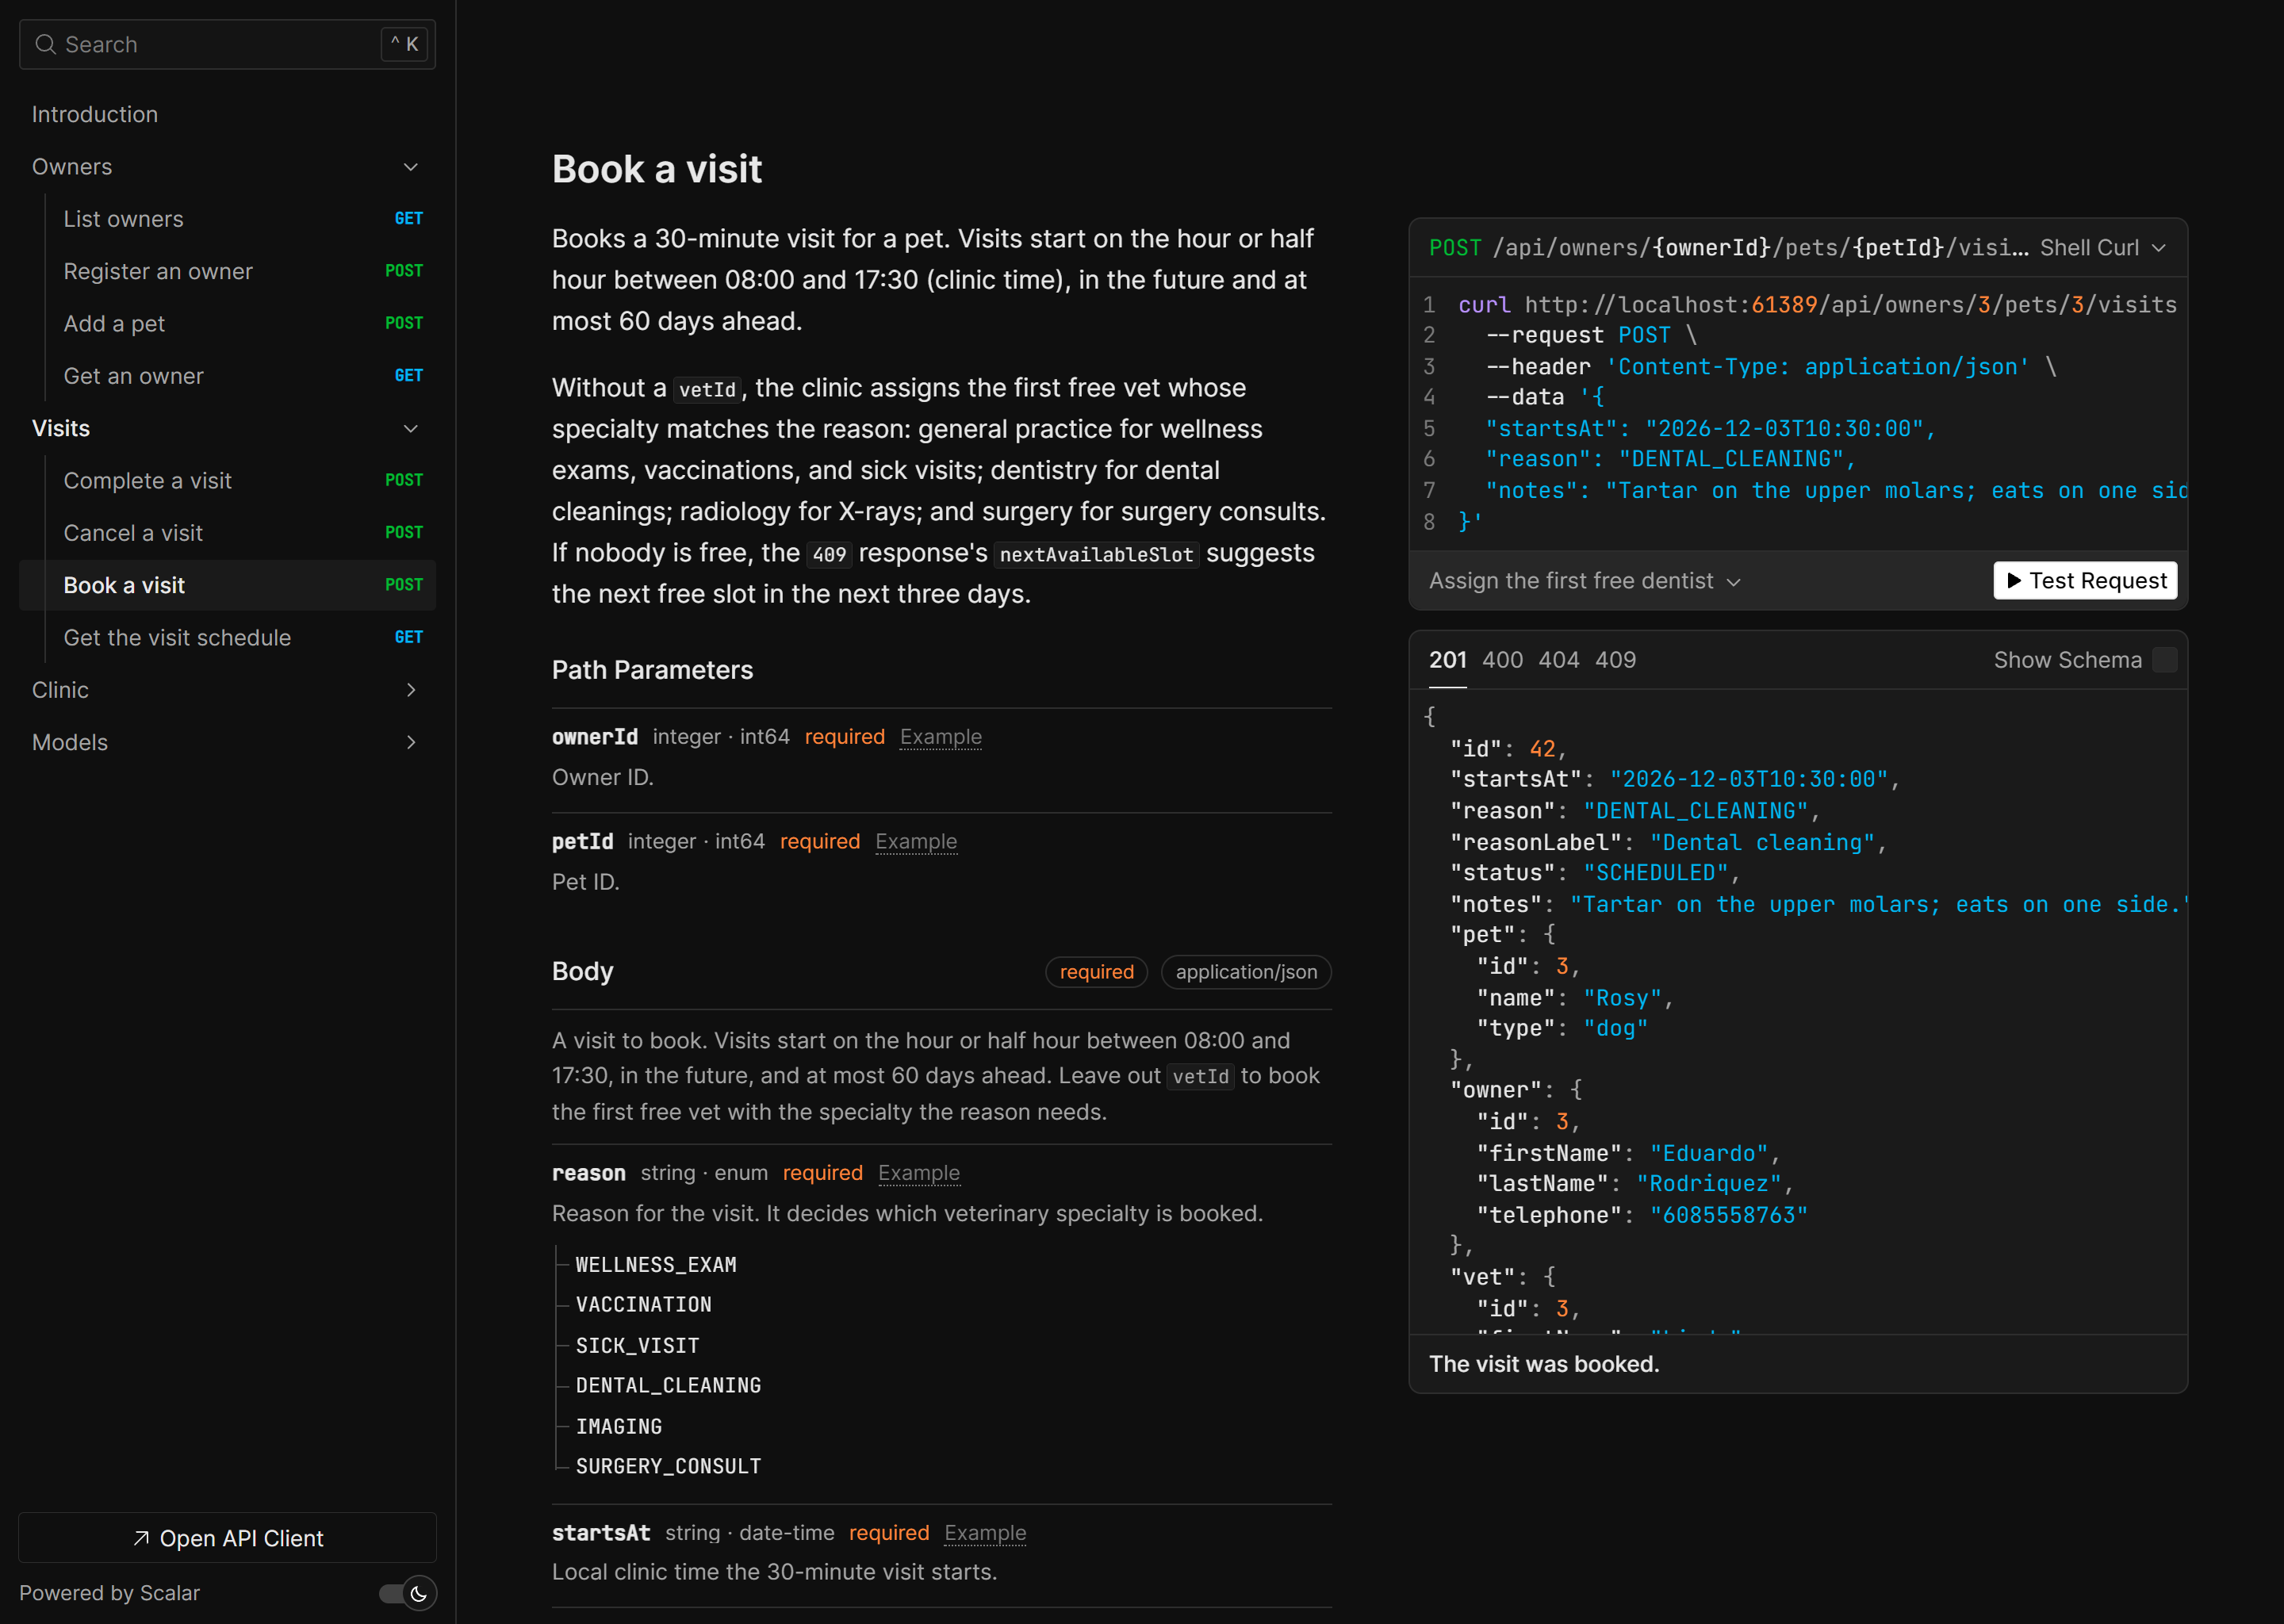 Search
^ K
Introduction
Owners
List owners GET
Register an owner POST
Add a pet POST
Get an owner GET
Visits
Complete a visit POST
Cancel a visit POST
Book a visit POST
Get the visit schedule GET
Clinic
Models
Open API Client
Powered by Scalar
Book a visit
Books a 30-minute visit for a pet. Visits start on the hour or half
hour between 08:00 and 17:30 (clinic time), in the future and at
most 60 days ahead.
Without a vetId, the clinic assigns the first free vet whose
specialty matches the reason: general practice for wellness
exams, vaccinations, and sick visits; dentistry for dental
cleanings; radiology for X-rays; and surgery for surgery consults.
If nobody is free, the 409 response's nextAvailableSlot suggests
the next free slot in the next three days.
Path Parameters
ownerId integer · int64 required Example
Owner ID.
petId integer · int64 required Example
Pet ID.
Body required application/json
A visit to book. Visits start on the hour or half hour between 08:00 and
17:30, in the future, and at most 60 days ahead. Leave out vetId to book
the first free vet with the specialty the reason needs.
reason string · enum required Example
Reason for the visit. It decides which veterinary specialty is booked.
WELLNESS_EXAM
VACCINATION
SICK_VISIT
DENTAL_CLEANING
IMAGING
SURGERY_CONSULT
startsAt string · date-time required Example
Local clinic time the 30-minute visit starts.
POST /api/owners/{ownerId}/pets/{petId}/visi... Shell Curl
1 curl http://localhost:61389/api/owners/3/pets/3/visits
2 --request POST \
3 --header 'Content-Type: application/json' \
4 --data '{
5 "startsAt": "2026-12-03T10:30:00",
6 "reason": "DENTAL_CLEANING",
7 "notes": "Tartar on the upper molars; eats on one sid
8 }'
Assign the first free dentist
Test Request
201 400 404 409 Show Schema
{
"id": 42,
"startsAt": "2026-12-03T10:30:00",
"reason": "DENTAL_CLEANING",
"reasonLabel": "Dental cleaning",
"status": "SCHEDULED",
"notes": "Tartar on the upper molars; eats on one side."
"pet": {
"id": 3,
"name": "Rosy",
"type": "dog"
},
"owner": {
"id": 3,
"firstName": "Eduardo",
"lastName": "Rodriquez",
"telephone": "6085558763"
},
"vet": {
"id": 3,
The visit was booked.